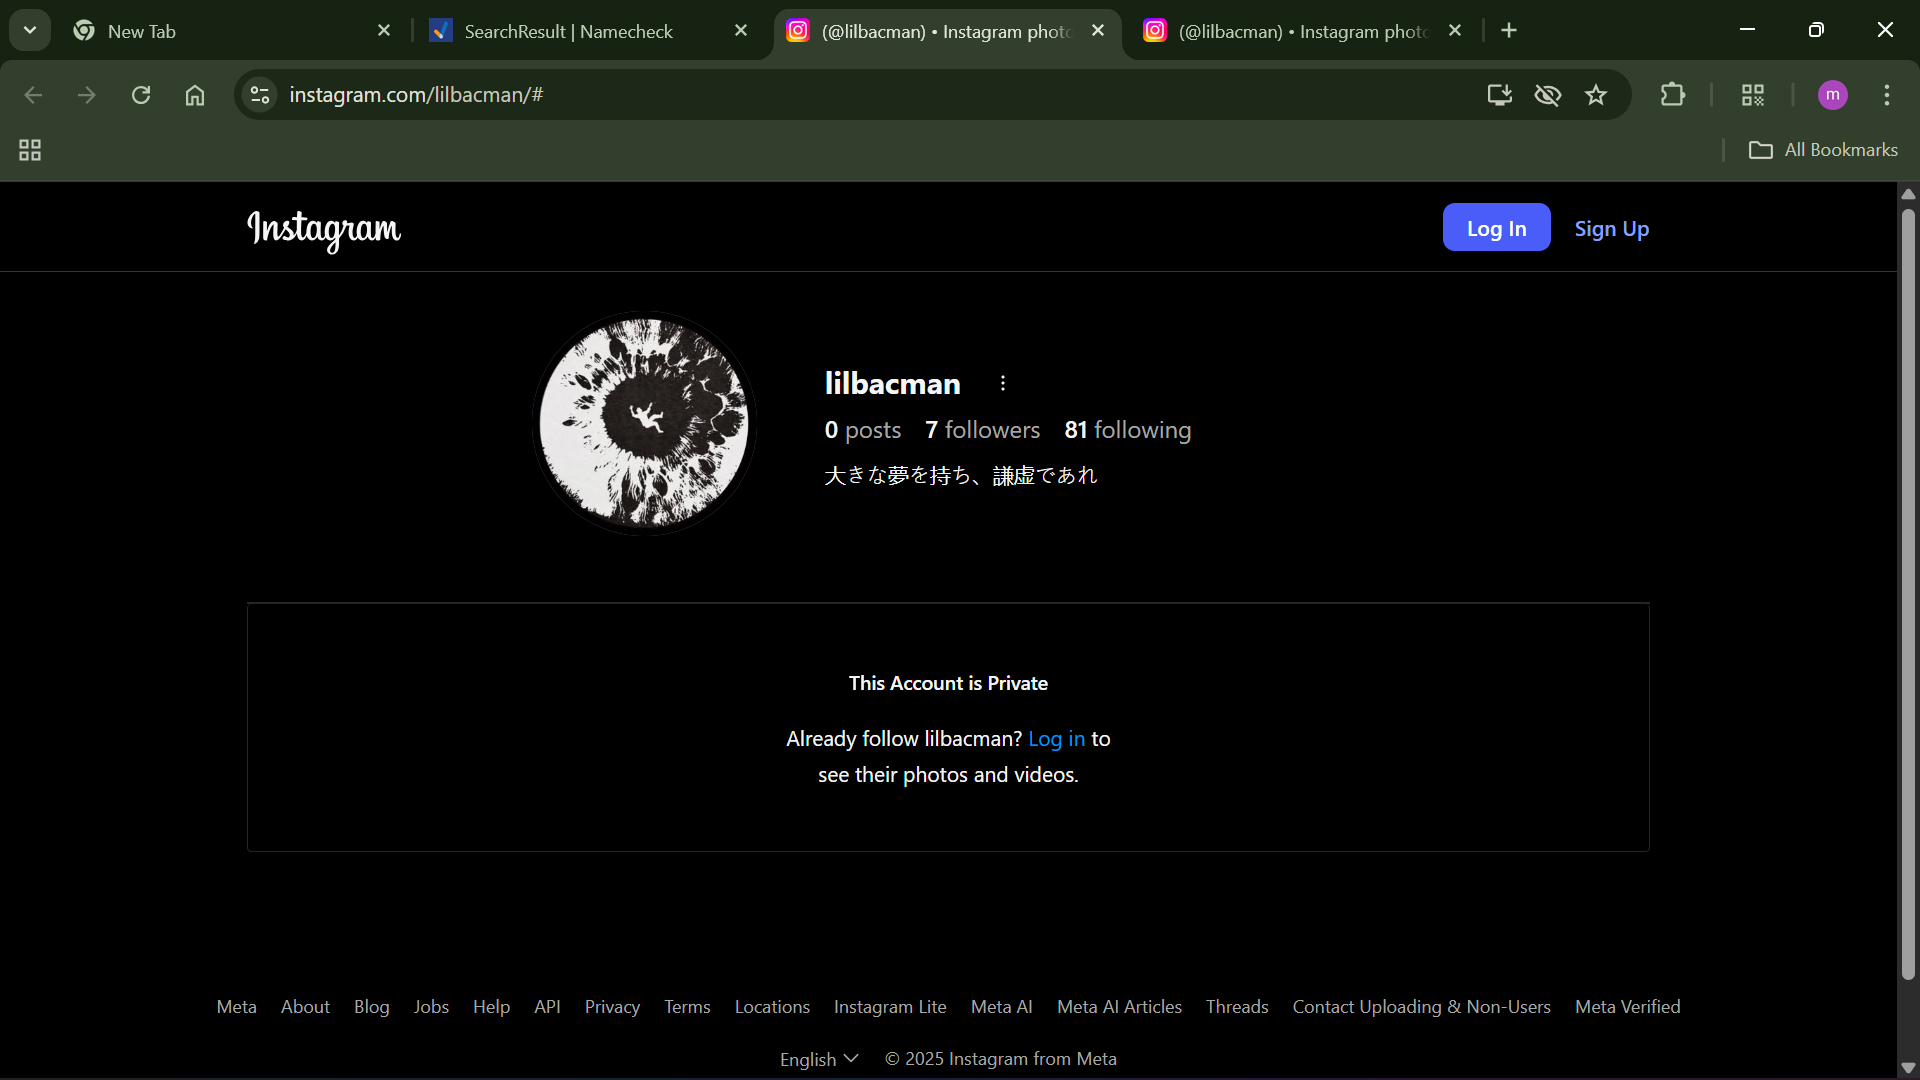 New Tab
SearchResult | Namecheck
(@lilbacman) • Instagram phot
(@lilbacman) • Instagram phot
instagram.com/lilbacman/#
m
All Bookmarks
Instagram
Log In
Sign Up
lilbacman
0 posts 7 followers 81 following
大きな夢を持ち、謙虚であれ
This Account is Private
Already follow lilbacman? Log in to
see their photos and videos.
Meta About Blog Jobs Help API Privacy Terms Locations Instagram Lite Meta AI Meta AI Articles Threads Contact Uploading & Non-Users Meta Verified
English © 2025 Instagram from Meta